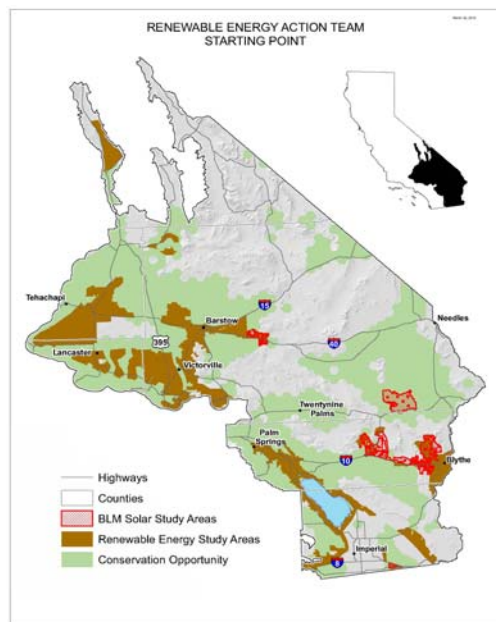 RENEWABLE ENERGY ACTION TEAM
STARTING POINT
Tehachapi
Barstow
15
Needles
395
40
Lancaster
Victorville
Twentynine
Palms
Palm
Springs
10
Blythe
Highways
Counties
BLM Solar Study Areas
Renewable Energy Study Areas
Conservation Opportunity
Imperial
8